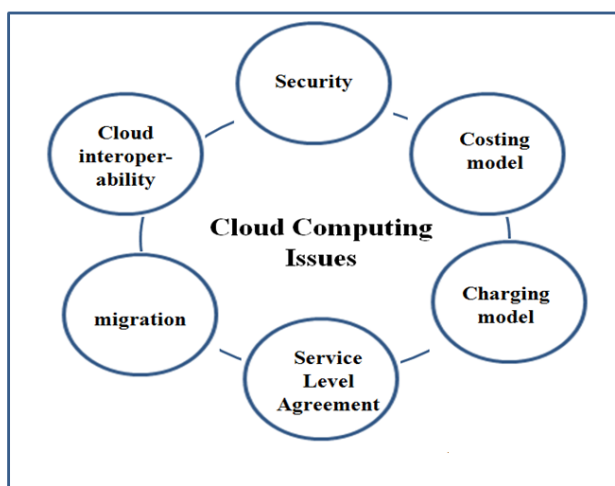 Security
Cloud
interoper-
ability
Costing
model
Cloud Computing
Issues
migration
Charging
model
Service
Level
Agreement